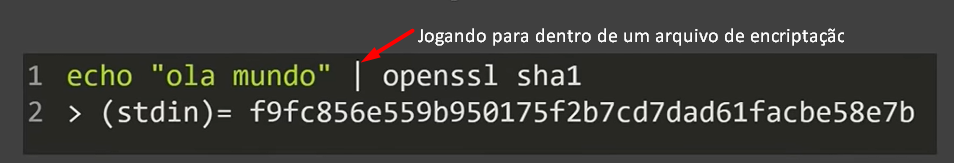 Jogando para dentro de um arquivo de encriptação
1 echo "ola mundo" | openssl sha1
2 > (stdin)= f9fc856e559b950175f2b7cd7dad61facbe58e7b